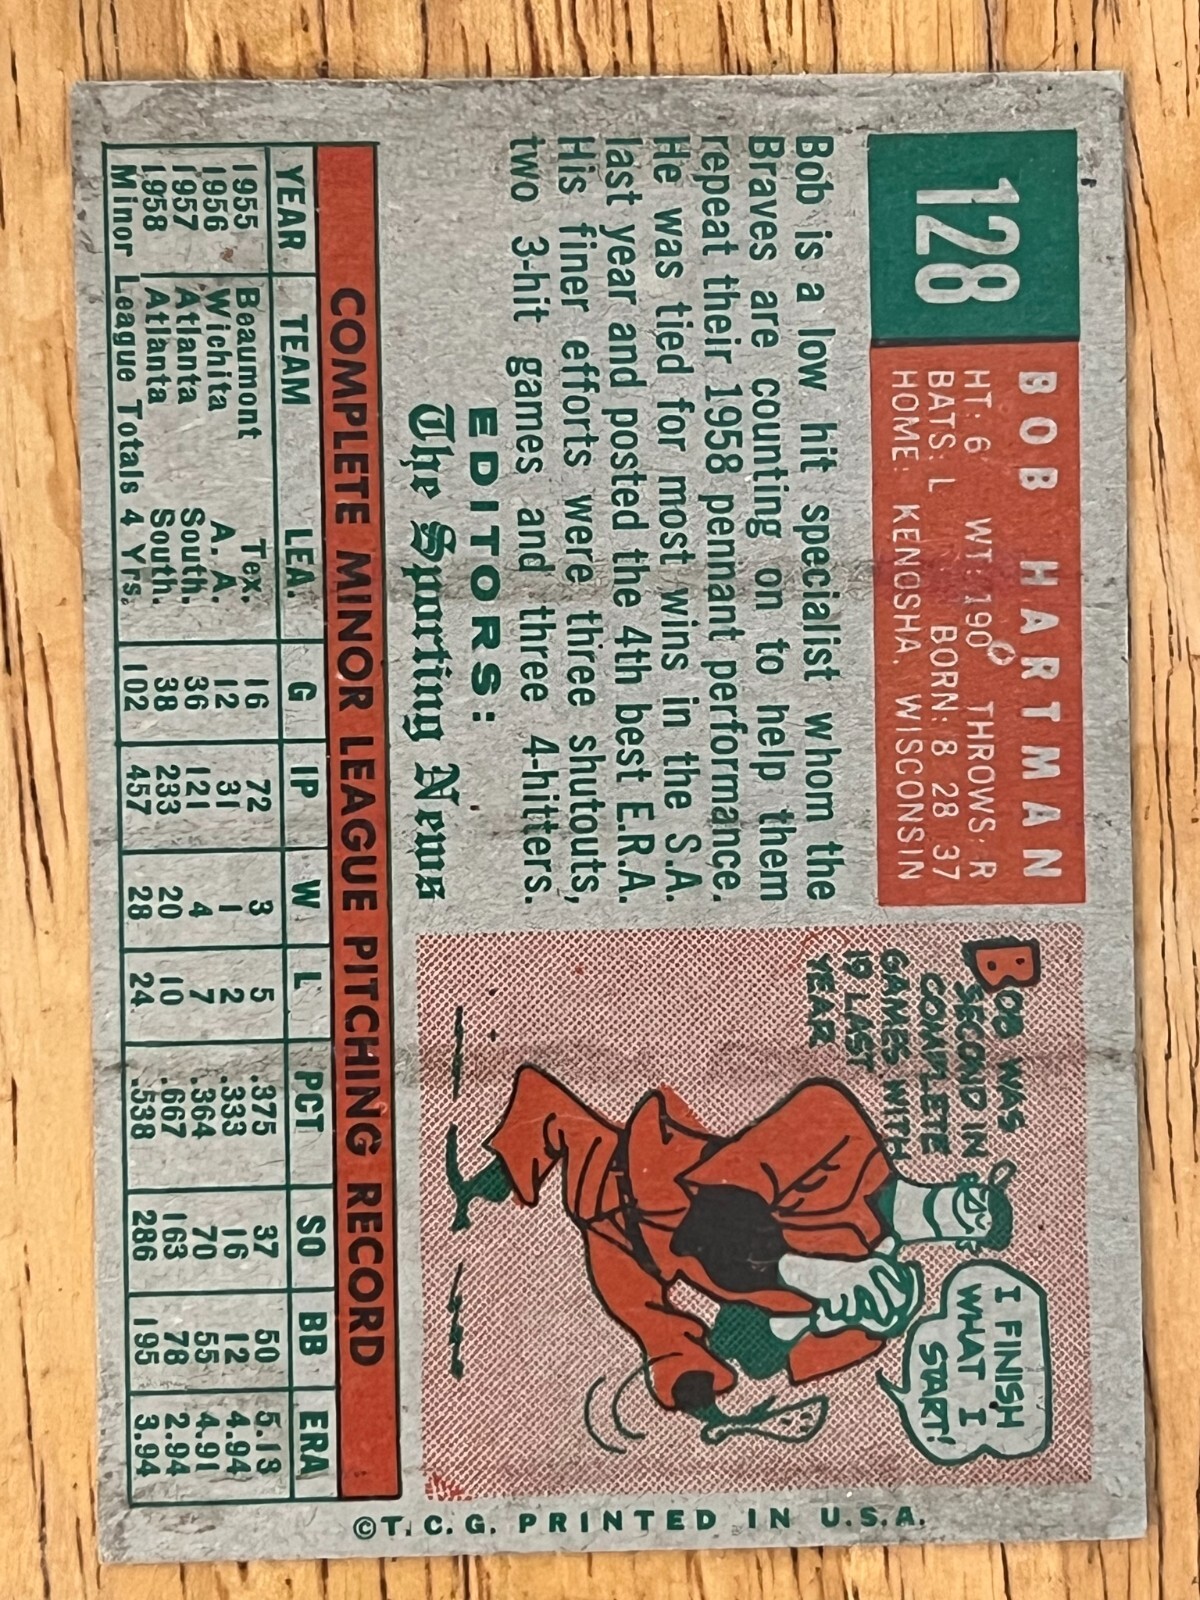 128
BOB HARTMAN
HT: 6 WT: 190 THROWS: R
BATS: L BORN: 8 28 37
HOME: KENOSHA, WISCONSIN
Bob is a low hit specialist whom the
Braves are counting on to help them
repeat their 1958 pennant performance.
He was tied for most wins in the S.A.
last year and posted the 4th best E.R.A.
His finer efforts were three shutouts,
two 3-hit games and three 4-hitters.
EDITORS:
The Sporting News
BOB WAS
SECOND IN
COMPLETE
GAMES WITH
19 LAST
YEAR
I FINISH
WHAT I
START!
COMPLETE MINOR LEAGUE PITCHING RECORD
YEAR TEAM LEA. G IP W L PCT SO BB ERA
1955 Beaumont Tex. 16 72 3 5 .375 37 50 5.13
1956 Wichita A. A. 12 31 1 2 .333 16 12 4.94
1957 Atlanta South. 36 121 4 7 .364 70 55 4.91
1958 Atlanta South. 38 233 20 10 .667 163 78 2.94
Minor League Totals 4 Yrs. 102 457 28 24 .538 286 195 3.94
©T.C.G. PRINTED IN U.S.A.